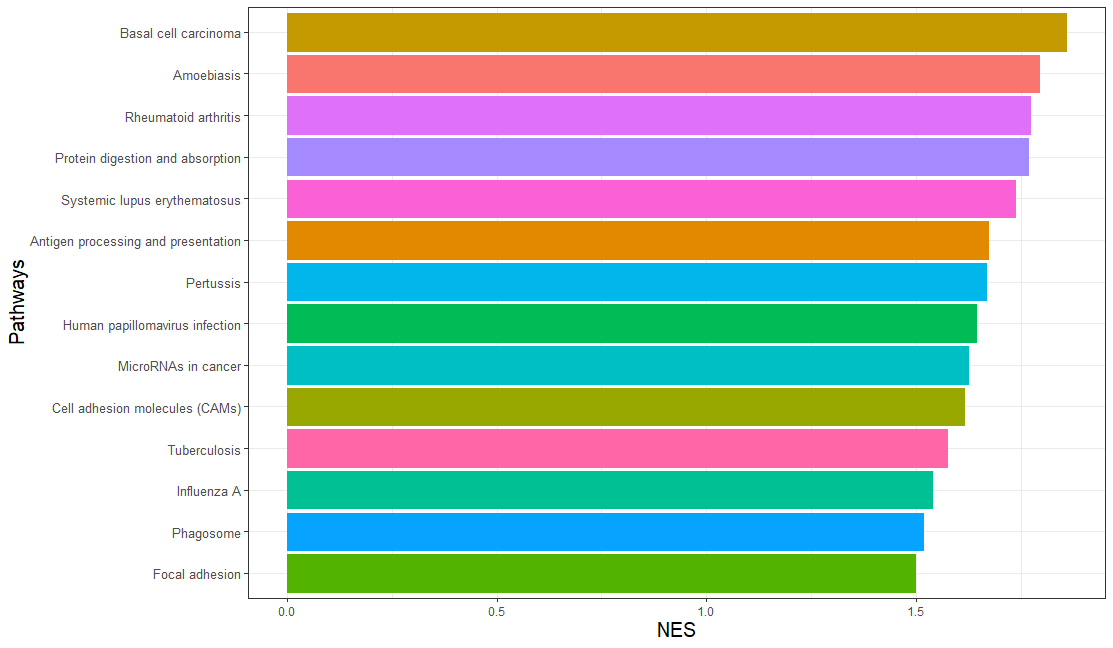 Basal cell carcinoma
Amoebiasis
Rheumatoid arthritis
Protein digestion and absorption
Systemic lupus erythematosus
Antigen processing and presentation
Pertussis
Human papillomavirus infection
MicroRNAs in cancer
Cell adhesion molecules (CAMs)
Tuberculosis
Influenza A
Phagosome
Focal adhesion
Pathways
0.0 0.5 1.0 1.5
NES